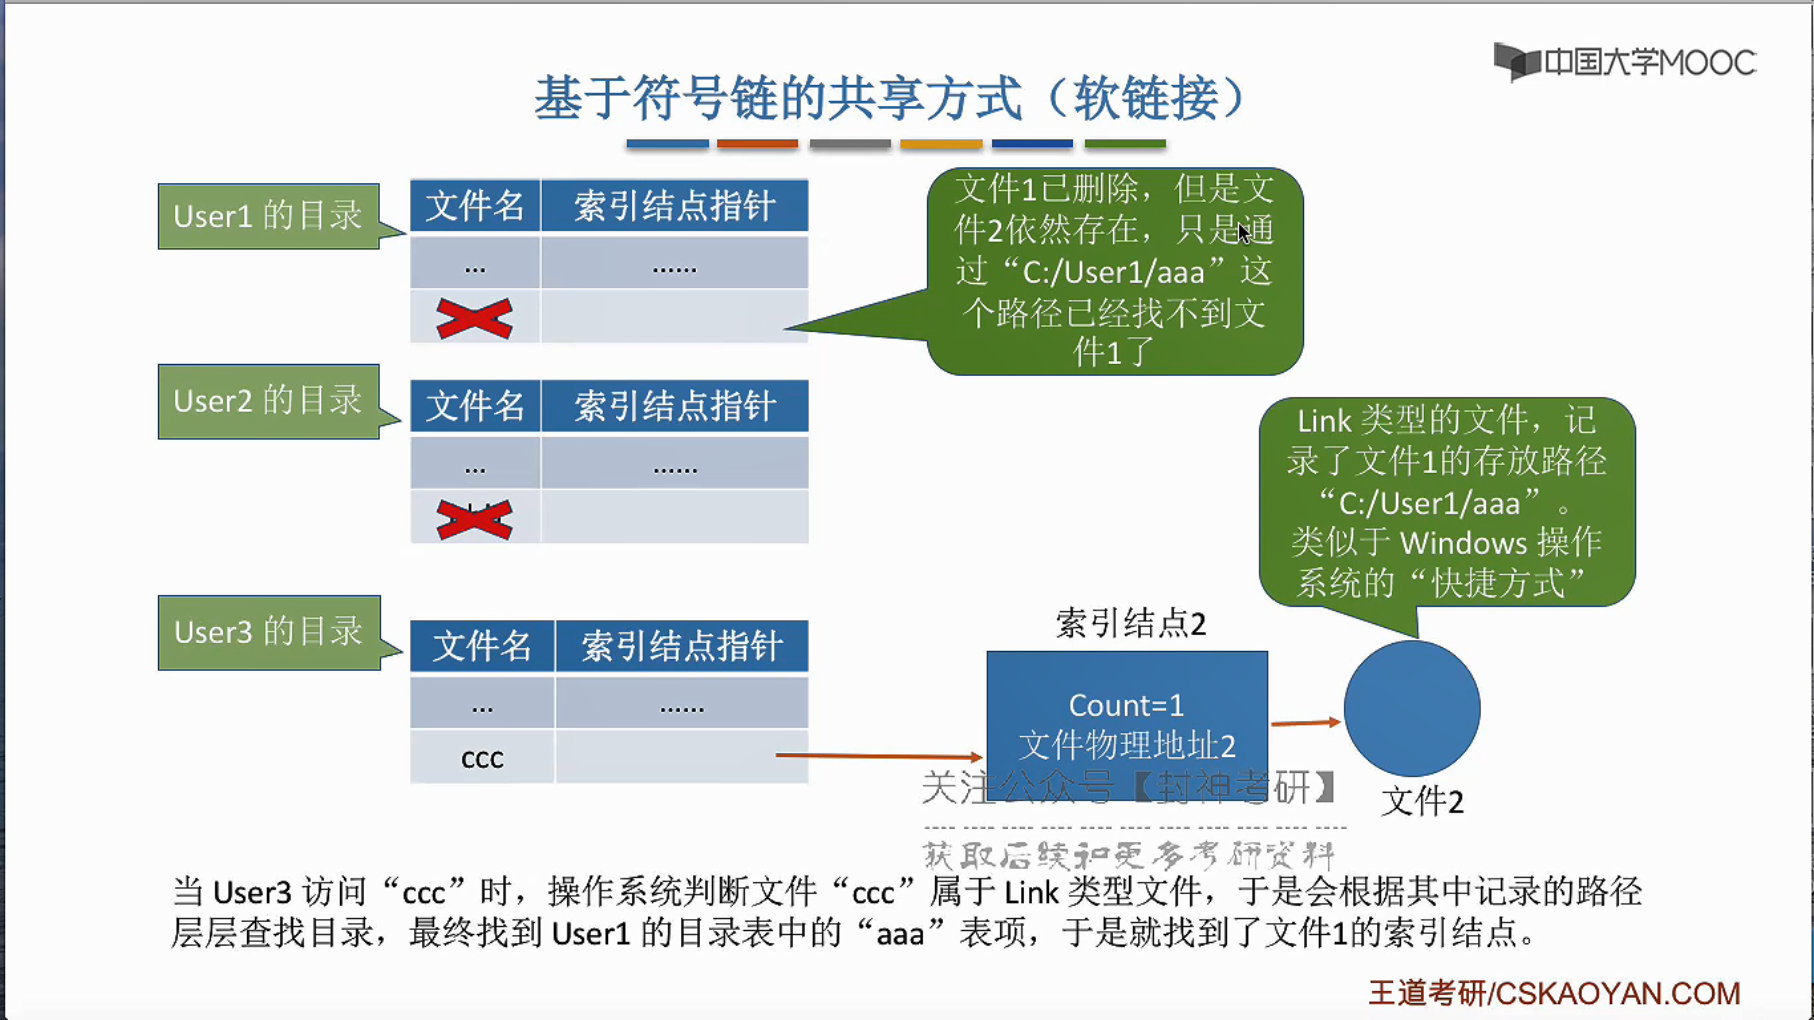 中国大学MOOC
基于符号链的共享方式（软链接）
User1 的目录
文件名 索引结点指针
... ......
文件1已删除，但是文
件2依然存在，只是通
过“C:/User1/aaa”这
个路径已经找不到文
件1了
User2 的目录
文件名 索引结点指针
... ......
Link 类型的文件，记
录了文件1的存放路径
“C:/User1/aaa”。
类似于 Windows 操作
系统的“快捷方式”
User3 的目录
文件名 索引结点指针
... ......
ccc
索引结点2
Count=1
文件物理地址2
文件2
关注公众号【封神考研】
获取后续和更多考研资料
当 User3 访问“ccc”时，操作系统判断文件“ccc”属于 Link 类型文件，于是会根据其中记录的路径
层层查找目录，最终找到 User1 的目录表中的“aaa”表项，于是就找到了文件1的索引结点。
王道考研/CSKAOYAN.COM